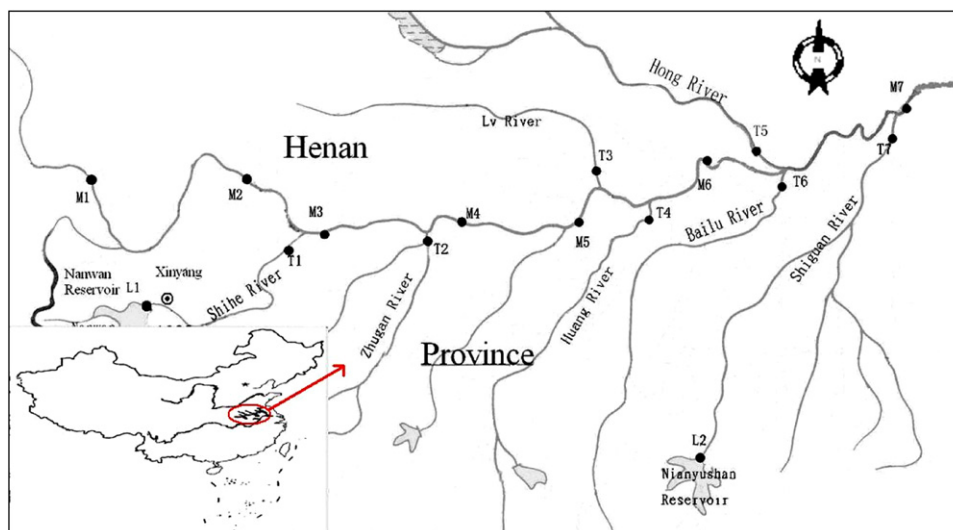 N
M7
Hong River
Lv River
T5
T7
Henan
T3
M6
T6
M1
M2
M3
M4
T4
Bailu River
M5
T1
T2
Shiguan River
Nanwan
Reservoir
L1
Xinyang
Shihe River
Zhugan River
Huang River
Province
L2
Nianyushan
Reservoir